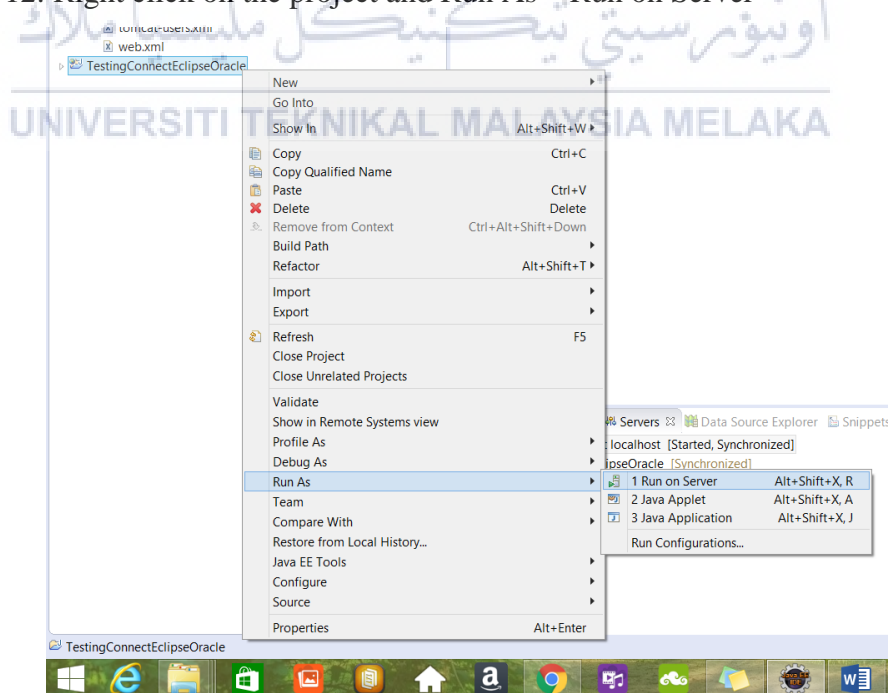 12. Right click on the project and Run As – Run on Server
اونيورسيتي تيكنيكل مليسيا ملاك
tomcat-users.xml
web.xml
TestingConnectEclipseOracle
UNIVERSITI TEKNIKAL MALAYSIA MELAKA
New
Go Into
Show In Alt+Shift+W
Copy Ctrl+C
Copy Qualified Name
Paste Ctrl+V
Delete Delete
Remove from Context Ctrl+Alt+Shift+Down
Build Path
Refactor Alt+Shift+T
Import
Export
Refresh F5
Close Project
Close Unrelated Projects
Validate
Show in Remote Systems view
Profile As
Debug As
Run As
Team
Compare With
Restore from Local History...
Java EE Tools
Configure
Source
Properties Alt+Enter
Servers Data Source Explorer Snippets
localhost [Started, Synchronized]
ipseOracle [Synchronized]
1 Run on Server Alt+Shift+X, R
2 Java Applet Alt+Shift+X, A
3 Java Application Alt+Shift+X, J
Run Configurations...
TestingConnectEclipseOracle